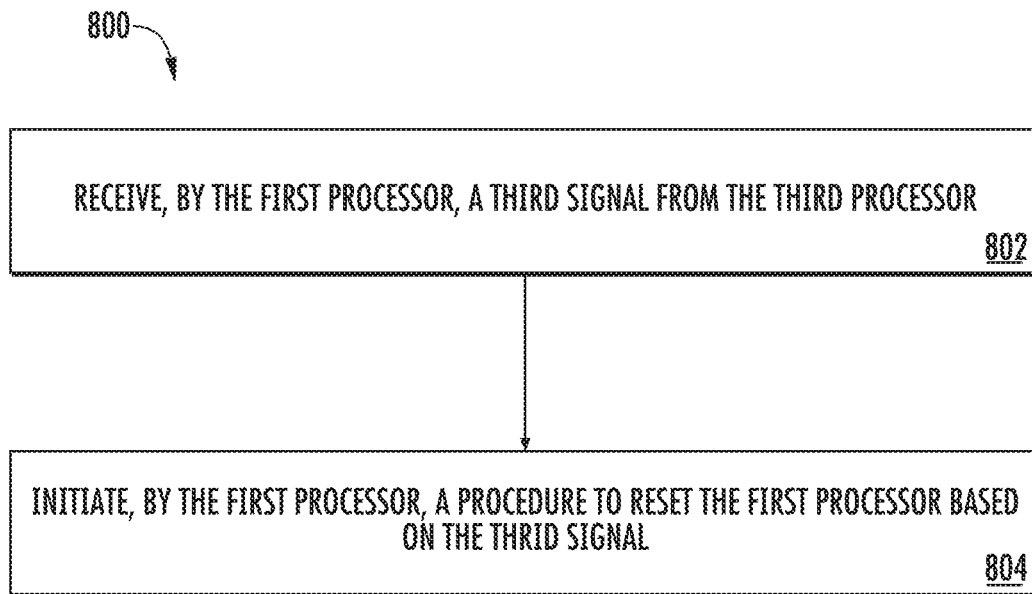 800
RECEIVE, BY THE FIRST PROCESSOR, A THIRD SIGNAL FROM THE THIRD PROCESSOR
802
INITIATE, BY THE FIRST PROCESSOR, A PROCEDURE TO RESET THE FIRST PROCESSOR BASED
ON THE THRID SIGNAL
804